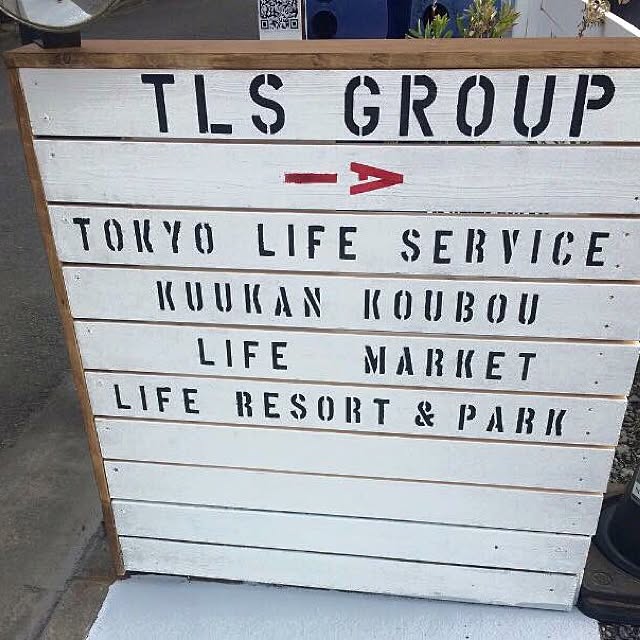 TLS GROUP
TOKYO LIFE SERVICE
KUUKAN KOUBOU
LIFE MARKET
LIFE RESORT & PARK